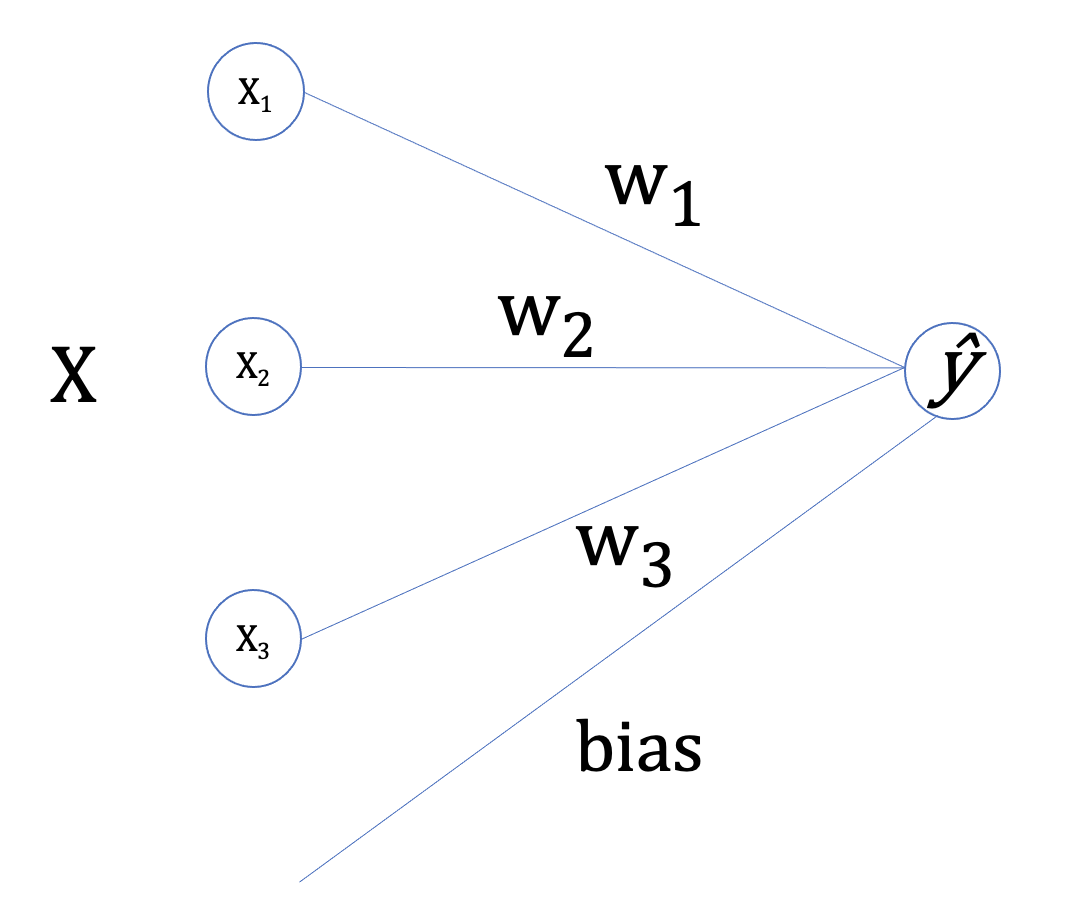 x₁
w₁
w₂
X
x₂
ŷ
w₃
x₃
bias